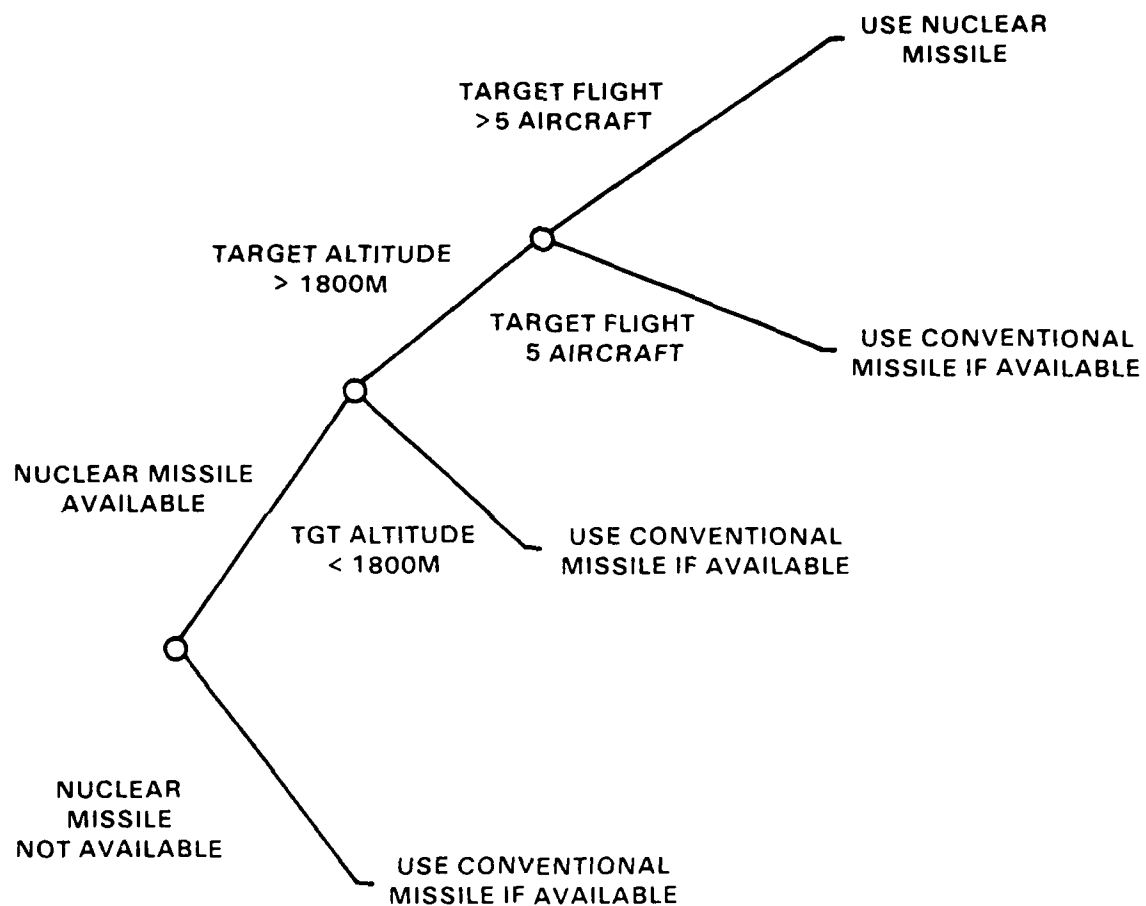 USE NUCLEAR
MISSILE
TARGET FLIGHT
>5 AIRCRAFT
TARGET ALTITUDE
> 1800M
TARGET FLIGHT
5 AIRCRAFT
USE CONVENTIONAL
MISSILE IF AVAILABLE
NUCLEAR MISSILE
AVAILABLE
TGT ALTITUDE
< 1800M
USE CONVENTIONAL
MISSILE IF AVAILABLE
NUCLEAR
MISSILE
NOT AVAILABLE
USE CONVENTIONAL
MISSILE IF AVAILABLE